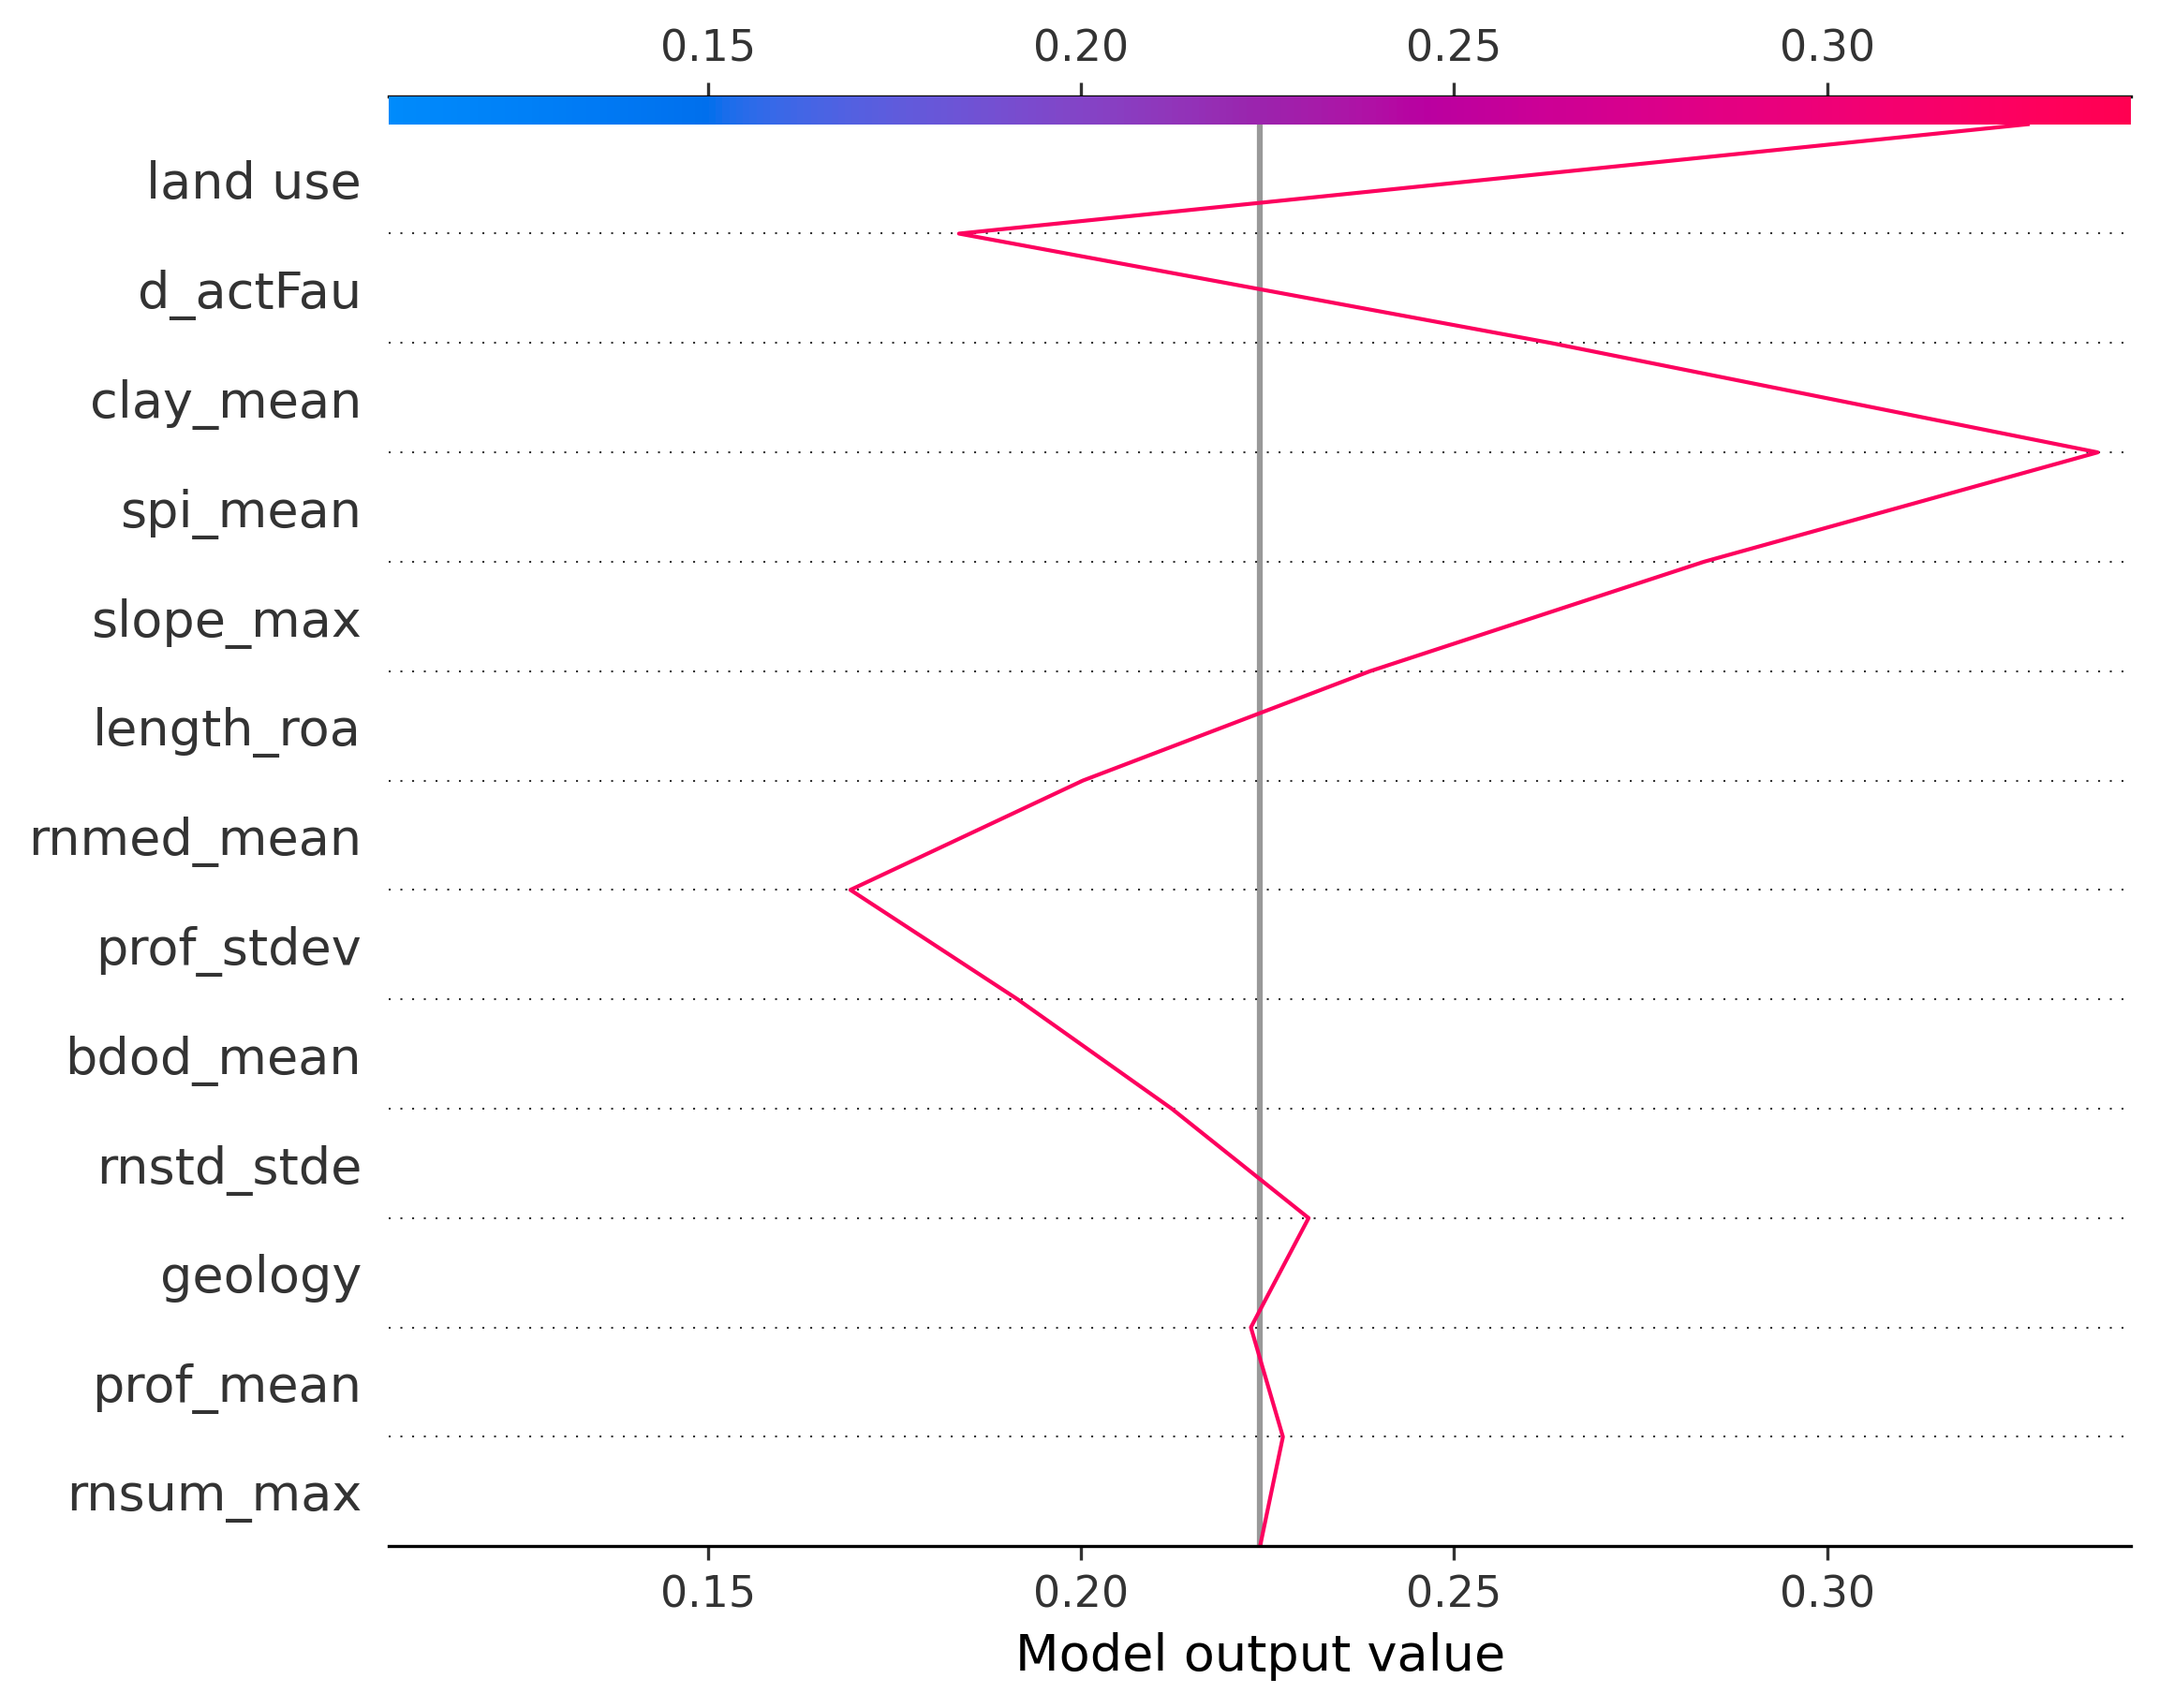 0.15 0.20 0.25 0.30
land use
d_actFau
clay_mean
spi_mean
slope_max
length_roa
rnmed_mean
prof_stdev
bdod_mean
rnstd_stde
geology
prof_mean
rnsum_max
0.15 0.20 0.25 0.30
Model output value